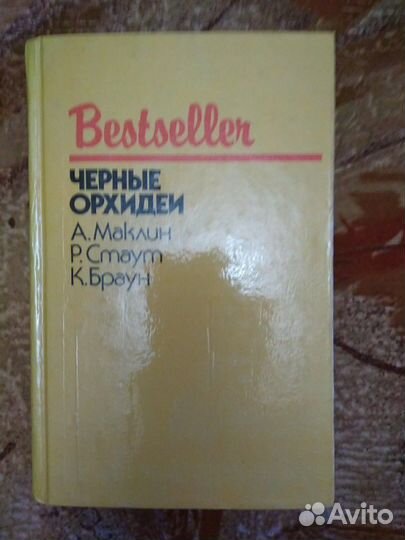 Bestseller
ЧЕРНЫЕ
ОРХИДЕИ
А. Маклин
Р. Стаут
К. Браун
Avito